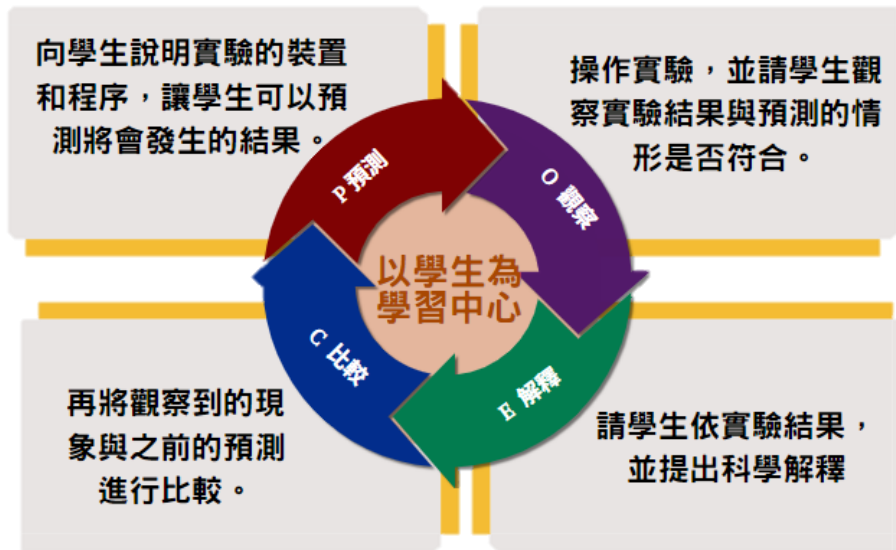 向學生說明實驗的裝置
和程序，讓學生可以預
測將會發生的結果。
操作實驗，並請學生觀
察實驗結果與預測的情
形是否符合。
P 預測
O 觀察
以學生為
學習中心
C 比較
E 解釋
再將觀察到的現
象與之前的預測
進行比較。
請學生依實驗結果，
並提出科學解釋